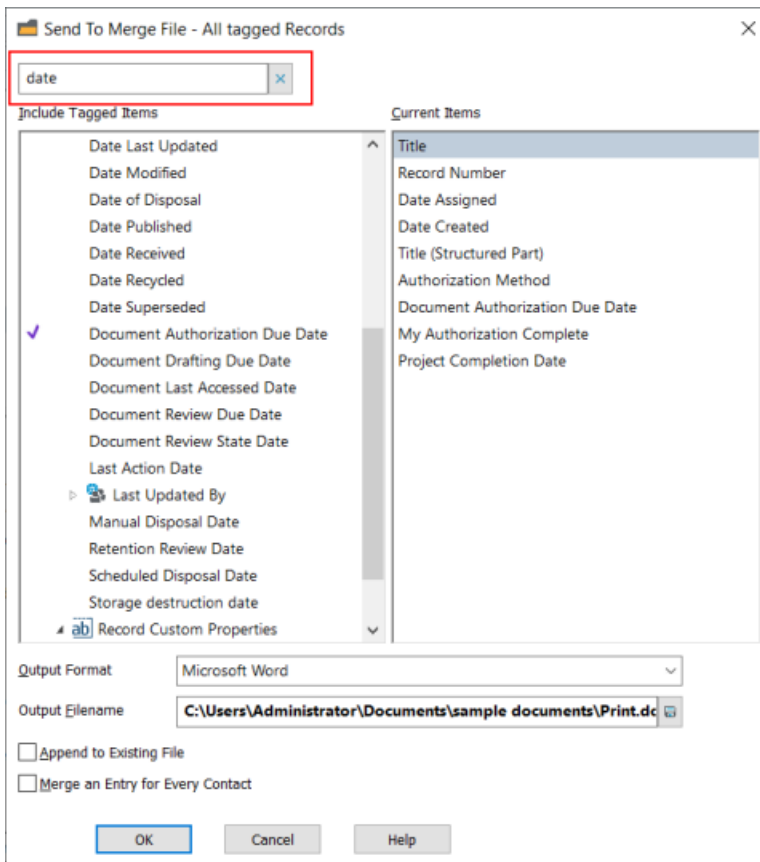 Send To Merge File - All tagged Records
date
Include Tagged Items
Date Last Updated
Date Modified
Date of Disposal
Date Published
Date Received
Date Recycled
Date Superseded
Document Authorization Due Date
Document Drafting Due Date
Document Last Accessed Date
Document Review Due Date
Document Review State Date
Last Action Date
Last Updated By
Manual Disposal Date
Retention Review Date
Scheduled Disposal Date
Storage destruction date
ab Record Custom Properties
Current Items
Title
Record Number
Date Assigned
Date Created
Title (Structured Part)
Authorization Method
Document Authorization Due Date
My Authorization Complete
Project Completion Date
Output Format Microsoft Word
Output Filename C:\Users\Administrator\Documents\sample documents\Print.dc
Append to Existing File
Merge an Entry for Every Contact
OK Cancel Help